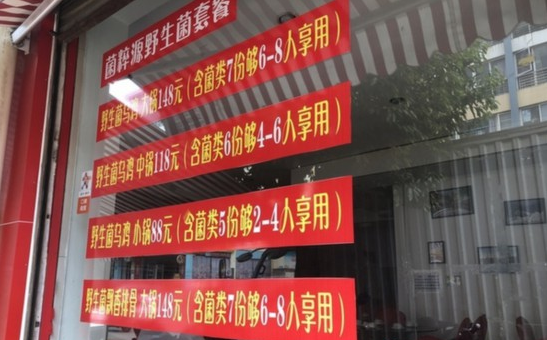 菌粹源野生菌套餐
野生菌乌鸡 大锅148元（含菌类7份够6-8人享用）
野生菌乌鸡 中锅118元（含菌类6份够4-6人享用）
野生菌乌鸡 小锅88元（含菌类5份够2-4人享用）
野生菌飘香排骨 大锅148元（含菌类7份够6-8人享用）